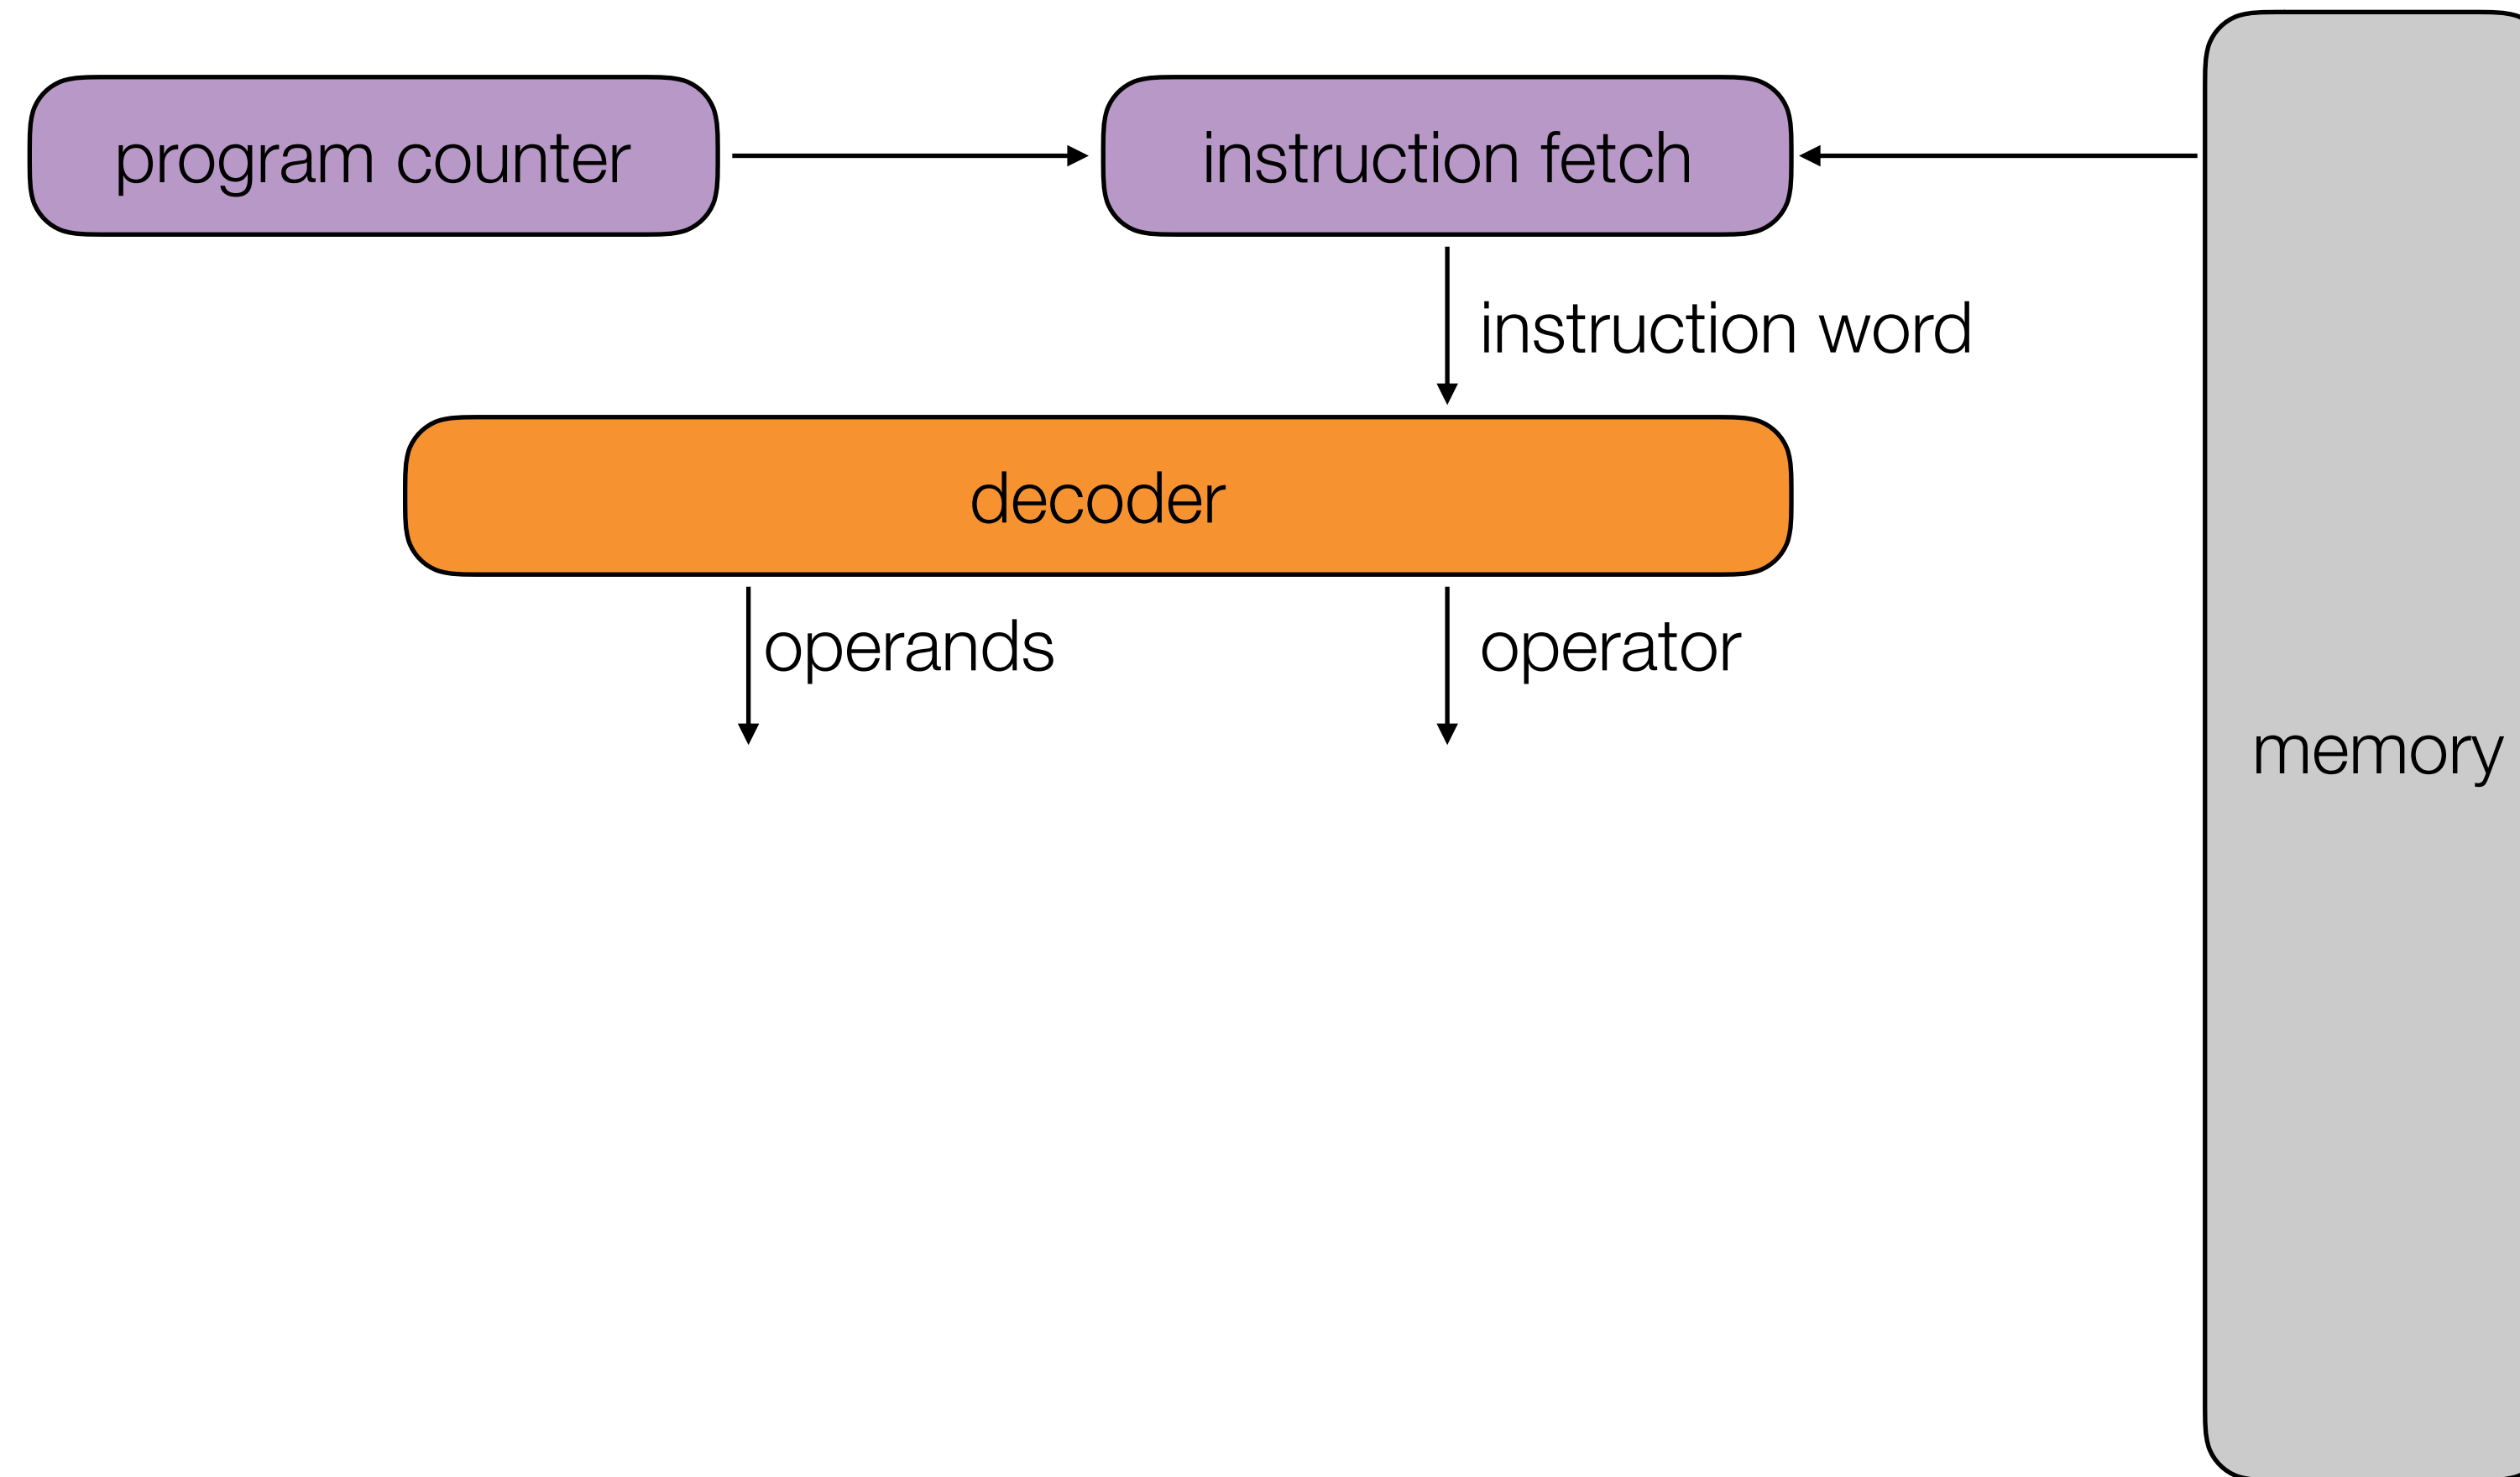 program counter
instruction fetch
instruction word
decoder
operands
operator
memory